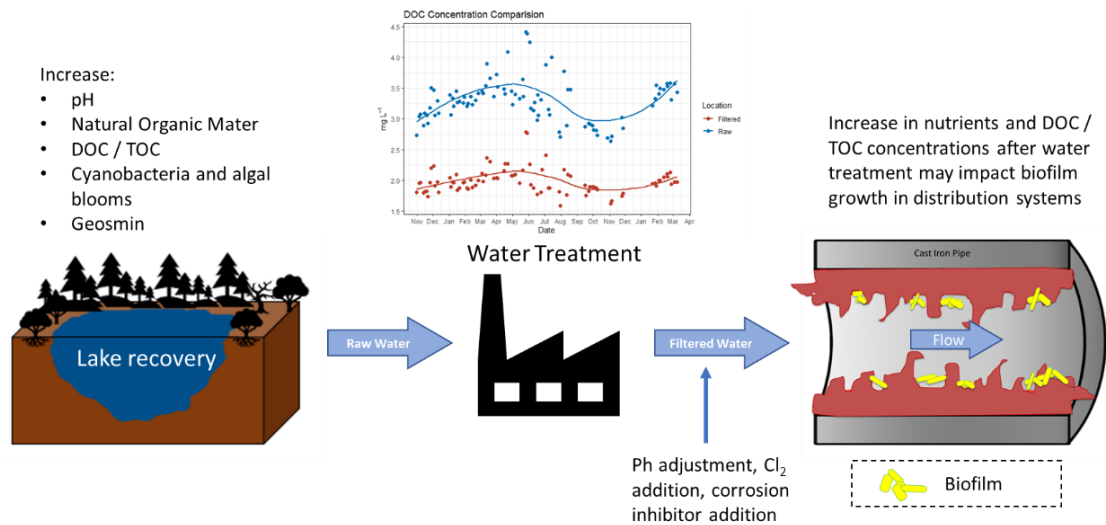 DOC Concentration Comparision
4.5
4.0
3.5
3.0
2.5
2.0
1.5
mg L⁻¹
Nov Dec Jan Feb Mar Apr May Jun Jul Aug Sep Oct Nov Dec Jan Feb Mar Apr
Date
Location
Filtered
Raw
Increase:
• pH
• Natural Organic Mater
• DOC / TOC
• Cyanobacteria and algal
blooms
• Geosmin
Increase in nutrients and DOC /
TOC concentrations after water
treatment may impact biofilm
growth in distribution systems
Water Treatment
Lake recovery
Raw Water
Filtered Water
Cast Iron Pipe
Flow
Ph adjustment, Cl₂
addition, corrosion
inhibitor addition
Biofilm